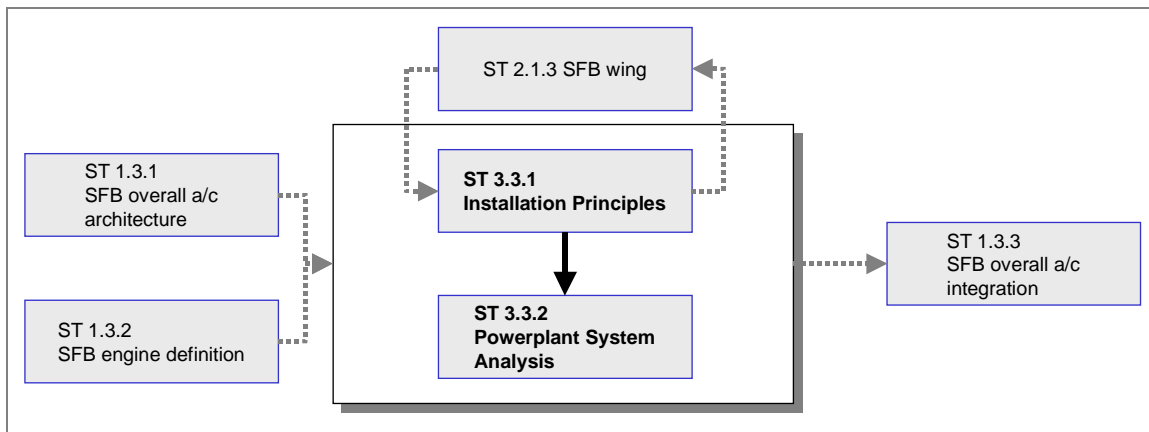 ST 2.1.3 SFB wing
ST 1.3.1
SFB overall a/c
architecture
ST 3.3.1
Installation Principles
ST 1.3.3
SFB overall a/c
integration
ST 1.3.2
SFB engine definition
ST 3.3.2
Powerplant System
Analysis